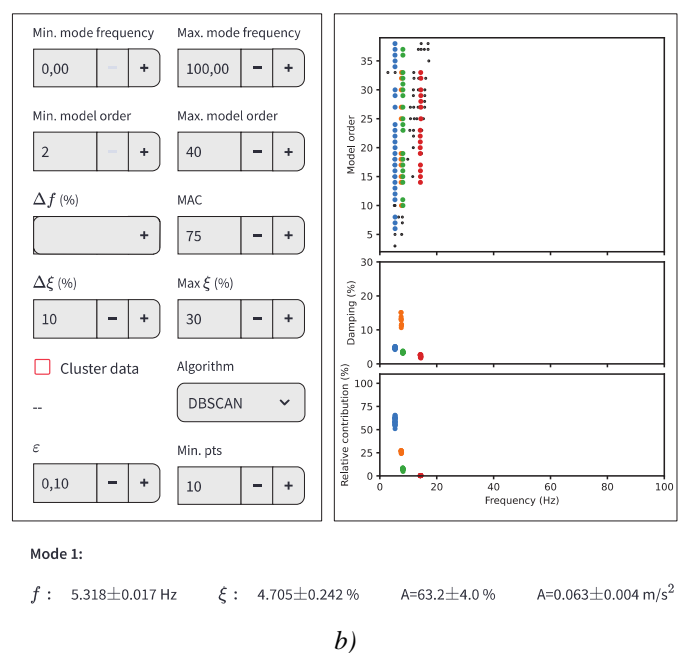 Min. mode frequency Max. mode frequency
0,00 - + 100,00 - +
Min. model order Max. model order
2 - + 40 - +
Δf (%) MAC
+ 75 - +
Δξ (%) Max ξ (%)
10 - + 30 - +
Cluster data Algorithm
DBSCAN
--
ε Min. pts
0,10 - + 10 - +
Model order
35
30
25
20
15
10
5
Damping (%)
30
20
10
0
Relative contribution (%)
100
75
50
25
0
0 20 40 60 80 100
Frequency (Hz)
Mode 1:
f : 5.318±0.017 Hz ξ : 4.705±0.242 % A=63.2±4.0 % A=0.063±0.004 m/s²
b)